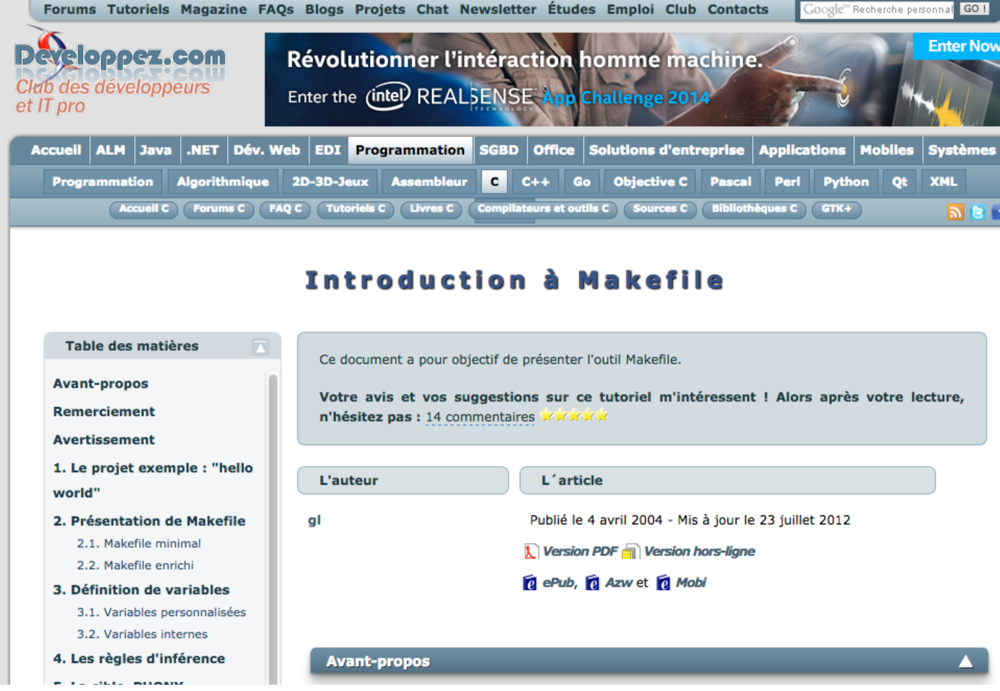 Forums Tutoriels Magazine FAQs Blogs Projets Chat Newsletter Études Emploi Club Contacts
Google™ Recherche personnal GO !
Developpez.com
Club des développeurs
et IT pro
Révolutionner l'intéraction homme machine.
Enter Now
Enter the intel REALSENSE™ App Challenge 2014
TECHNOLOGY
Accueil ALM Java .NET Dév. Web EDI Programmation SGBD Office Solutions d'entreprise Applications Mobiles Systèmes
Programmation Algorithmique 2D-3D-Jeux Assembleur C C++ Go Objective C Pascal Perl Python Qt XML
Accueil C Forums C FAQ C Tutoriels C Livres C Compilateurs et outils C Sources C Bibliothèques C GTK+
Introduction à Makefile
Table des matières
Avant-propos
Remerciement
Avertissement
1. Le projet exemple : "hello
world"
2. Présentation de Makefile
2.1. Makefile minimal
2.2. Makefile enrichi
3. Définition de variables
3.1. Variables personnalisées
3.2. Variables internes
4. Les règles d'inférence
Ce document a pour objectif de présenter l'outil Makefile.
Votre avis et vos suggestions sur ce tutoriel m'intéressent ! Alors après votre lecture,
n'hésitez pas : 14 commentaires
L'auteur
gl
L´article
Publié le 4 avril 2004 - Mis à jour le 23 juillet 2012
Version PDF Version hors-ligne
ePub, Azw et Mobi
Avant-propos